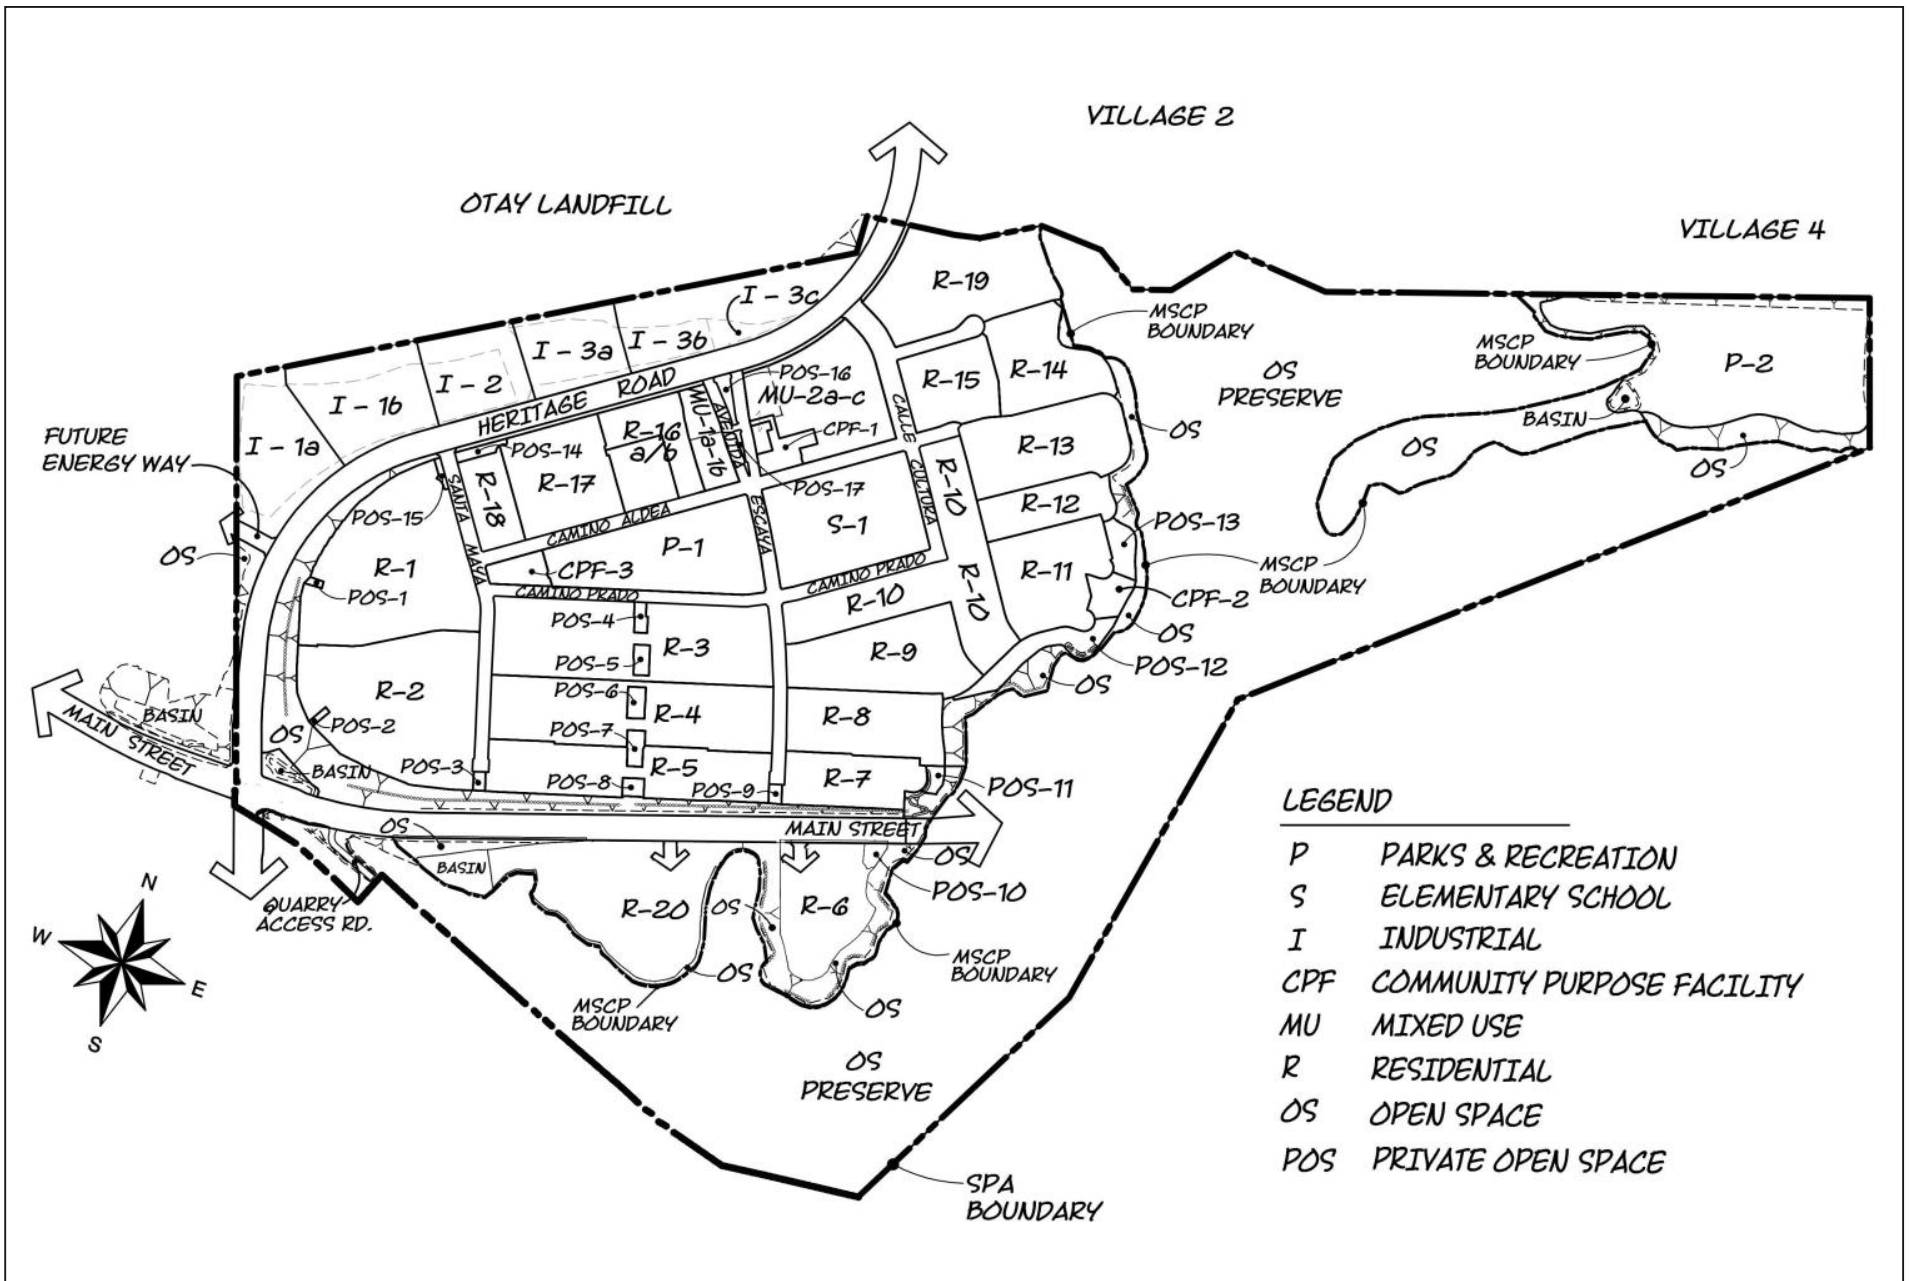 VILLAGE 2
OTAY LANDFILL
VILLAGE 4
R-19
I - 3c
MSCP
BOUNDARY
I - 3b
I - 3a
MSCP
BOUNDARY
P-2
OS
PRESERVE
I - 2
HERITAGE ROAD
POS-16
MU-2a-c
R-15
R-14
I - 1b
MU-1a-1b
AVENIDA
CALLE
BASIN
OS
FUTURE
ENERGY WAY
I - 1a
R-16
a/b
CPF-1
R-13
OS
OS
POS-14
R-17
R-18
POS-17
R-10
R-12
POS-15
SANTA
CAMINO ALDEA
ESCAYA
S-1
CULTURA
POS-13
OS
R-1
P-1
MAYA
CPF-3
CAMINO PRADO
R-11
MSCP
BOUNDARY
POS-1
CAMINO PRADO
R-10
R-10
CPF-2
POS-4
R-3
OS
POS-5
R-9
POS-12
R-2
POS-6
R-4
R-8
OS
BASIN
MAIN STREET
OS
POS-2
POS-7
BASIN
POS-3
R-5
POS-8
POS-9
R-7
POS-11
MAIN STREET
OS
OS
BASIN
POS-10
QUARRY
ACCESS RD.
R-20
OS
R-6
OS
MSCP
BOUNDARY
MSCP
BOUNDARY
OS
OS
PRESERVE
SPA
BOUNDARY
N
W
E
S
LEGEND
P PARKS & RECREATION
S ELEMENTARY SCHOOL
I INDUSTRIAL
CPF COMMUNITY PURPOSE FACILITY
MU MIXED USE
R RESIDENTIAL
OS OPEN SPACE
POS PRIVATE OPEN SPACE